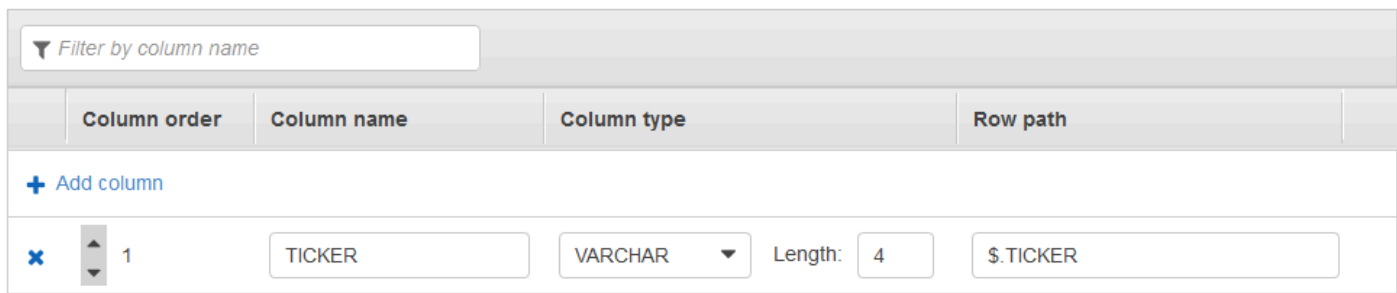 Filter by column name
Column order Column name Column type Row path
Add column
1 TICKER VARCHAR Length: 4 $.TICKER